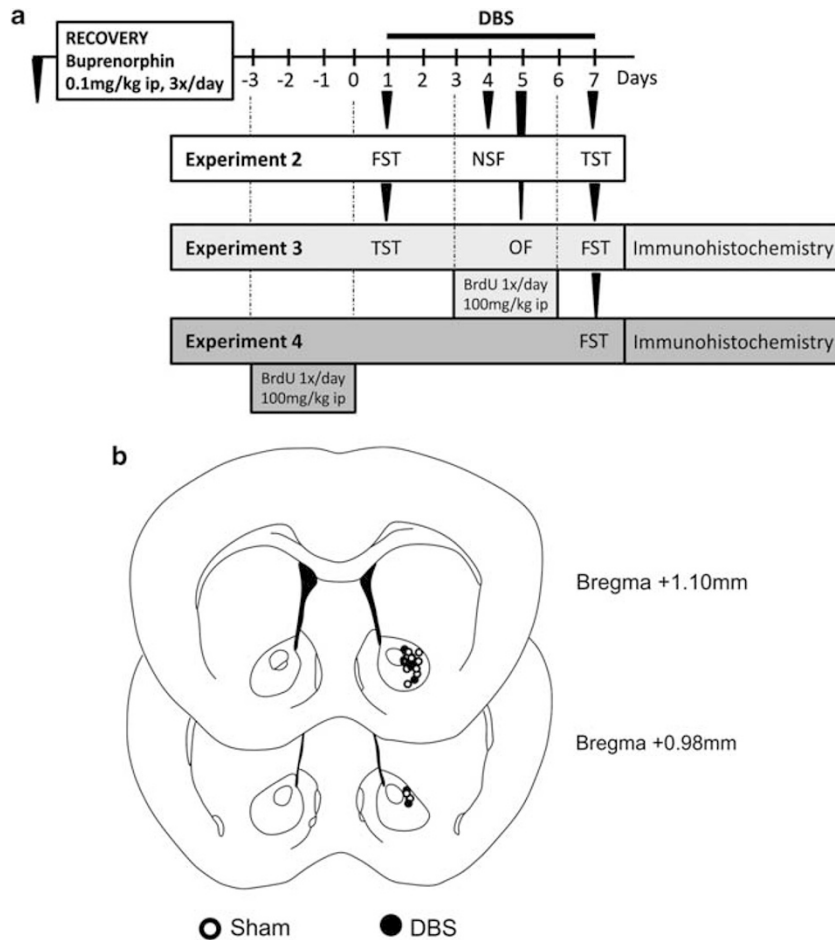 a
RECOVERY
Buprenorphin
0.1mg/kg ip, 3x/day
DBS
-3 -2 -1 0 1 2 3 4 5 6 7 Days
Experiment 2 FST NSF TST
Experiment 3 TST OF FST Immunohistochemistry
BrdU 1x/day
100mg/kg ip
Experiment 4 FST Immunohistochemistry
BrdU 1x/day
100mg/kg ip
b
Bregma +1.10mm
Bregma +0.98mm
Sham DBS